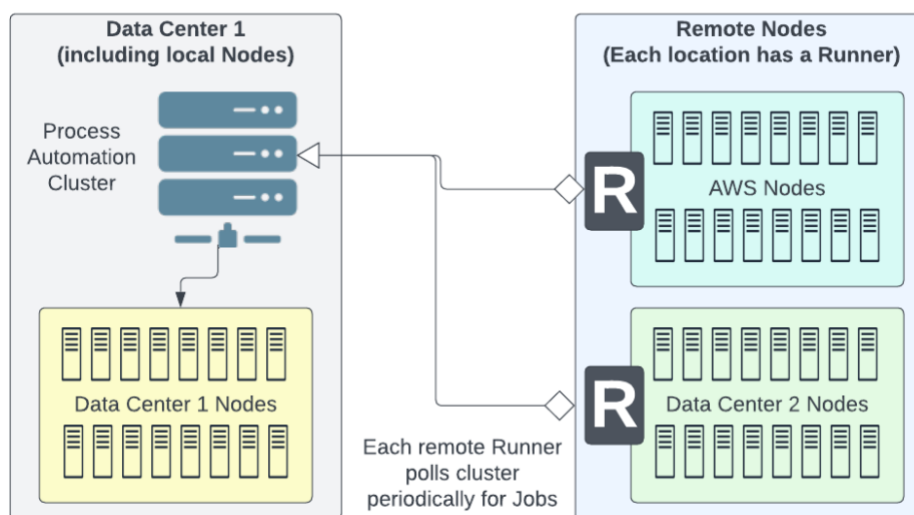 Data Center 1
(including local Nodes)
Process
Automation
Cluster
Data Center 1 Nodes
Each remote Runner
polls cluster
periodically for Jobs
Remote Nodes
(Each location has a Runner)
R
AWS Nodes
R
Data Center 2 Nodes